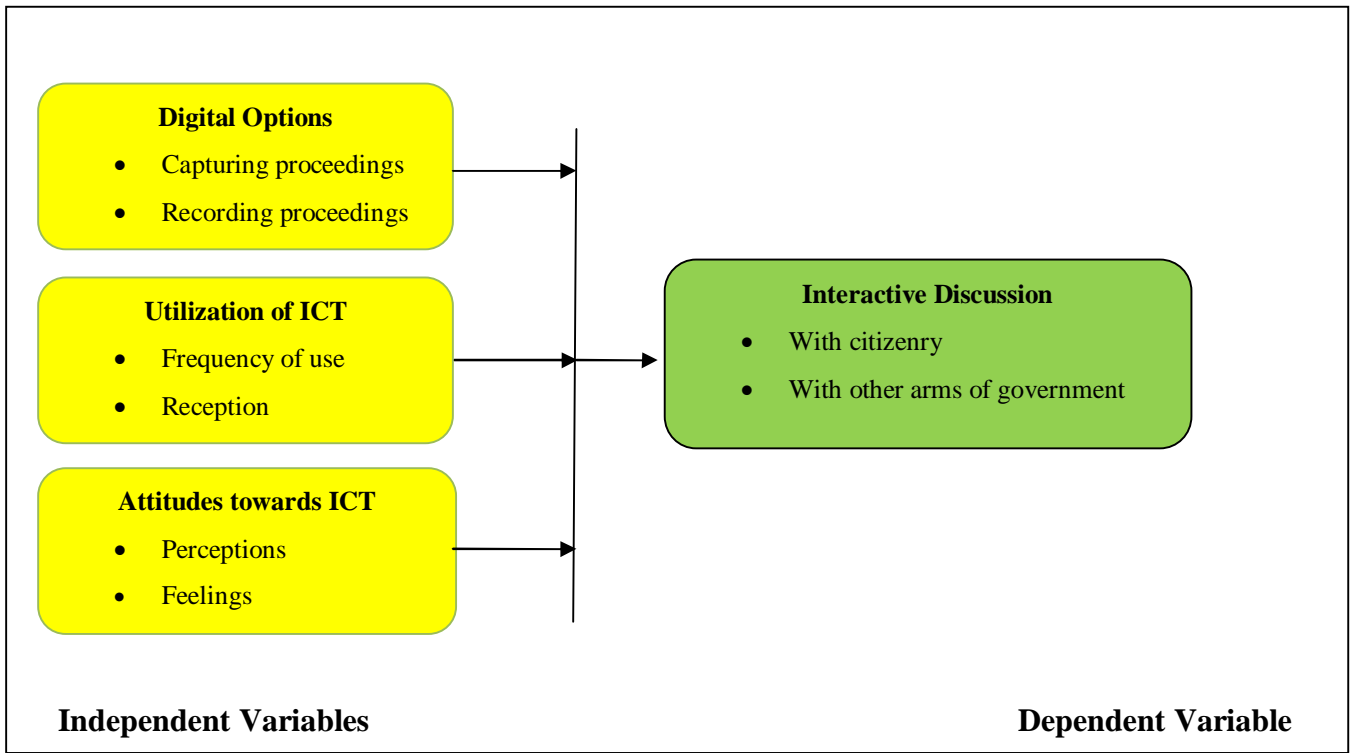 Digital Options
• Capturing proceedings
• Recording proceedings
Utilization of ICT
• Frequency of use
• Reception
Attitudes towards ICT
• Perceptions
• Feelings
Interactive Discussion
• With citizenry
• With other arms of government
Independent Variables
Dependent Variable